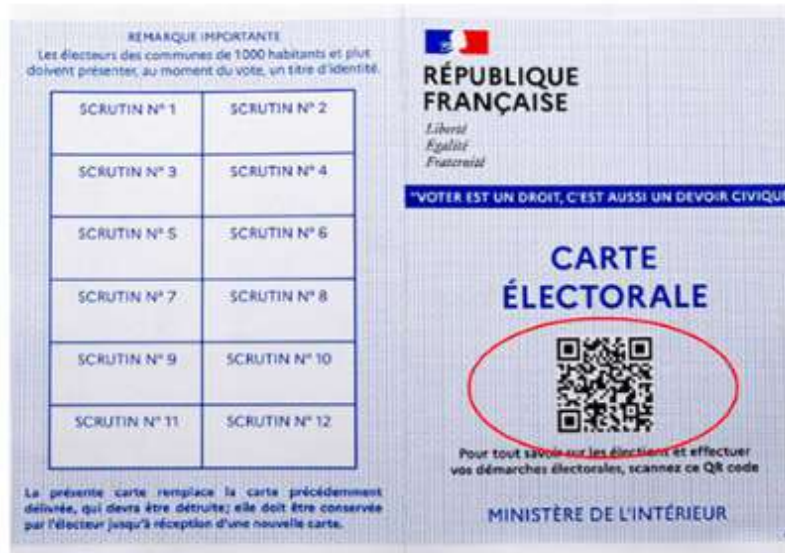 REMARQUE IMPORTANTE
Les électeurs des communes de 1000 habitants et plus
doivent présenter, au moment du vote, un titre d'identité.
SCRUTIN N° 1
SCRUTIN N° 2
SCRUTIN N° 3
SCRUTIN N° 4
SCRUTIN N° 5
SCRUTIN N° 6
SCRUTIN N° 7
SCRUTIN N° 8
SCRUTIN N° 9
SCRUTIN N° 10
SCRUTIN N° 11
SCRUTIN N° 12
La présente carte remplace la carte précédemment
délivrée, qui devra être détruite; elle doit être conservée
par l'électeur jusqu'à réception d'une nouvelle carte.
RÉPUBLIQUE
FRANÇAISE
Liberté
Égalité
Fraternité
"VOTER EST UN DROIT, C'EST AUSSI UN DEVOIR CIVIQUE
CARTE
ÉLECTORALE
Pour tout savoir sur les élections et effectuer
vos démarches électorales, scannez ce QR code
MINISTÈRE DE L'INTÉRIEUR